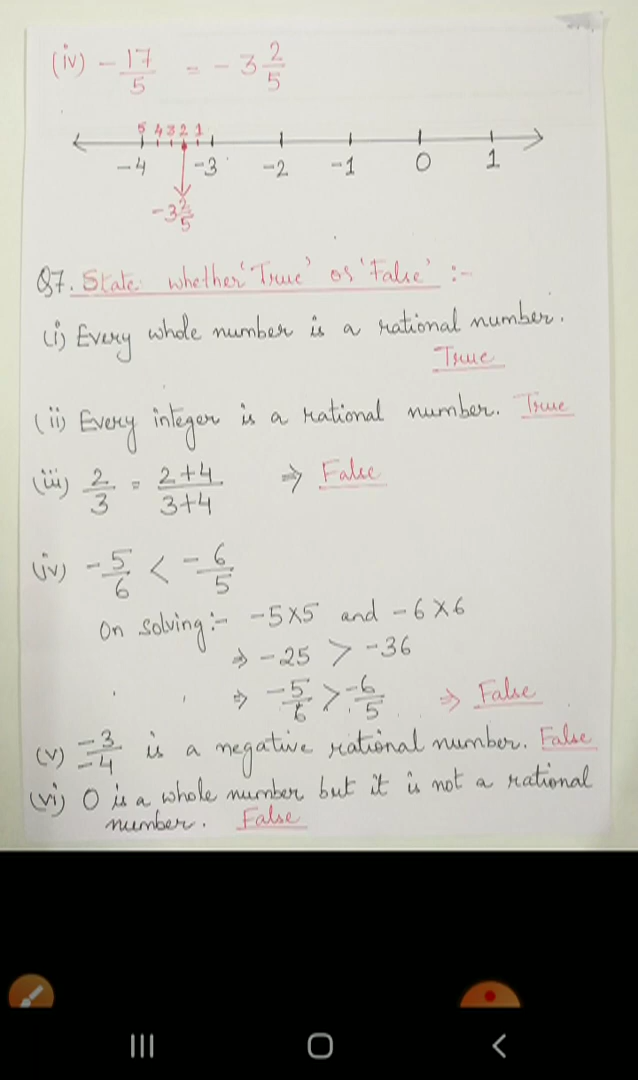 (iv) -17/5 = -3 2/5
5 4 3 2 1
-4 -3 -2 -1 0 1
-3 2/5
Q7. State whether 'True' or 'False' :-
(i) Every whole number is a rational number.
True
(ii) Every integer is a rational number. True
(iii) 2/3 = 2+4/3+4 ⇒ False
(iv) -5/6 < -6/5
On solving:- -5×5 and -6×6
⇒ -25 > -36
⇒ -5/6 > -6/5 ⇒ False
(v) -3/-4 is a negative rational number. False
(vi) 0 is a whole number but it is not a rational
number. False